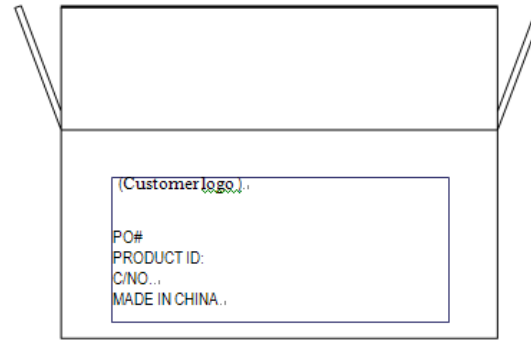 (Customer logo ).
PO#
PRODUCT ID:
C/NO..
MADE IN CHINA.